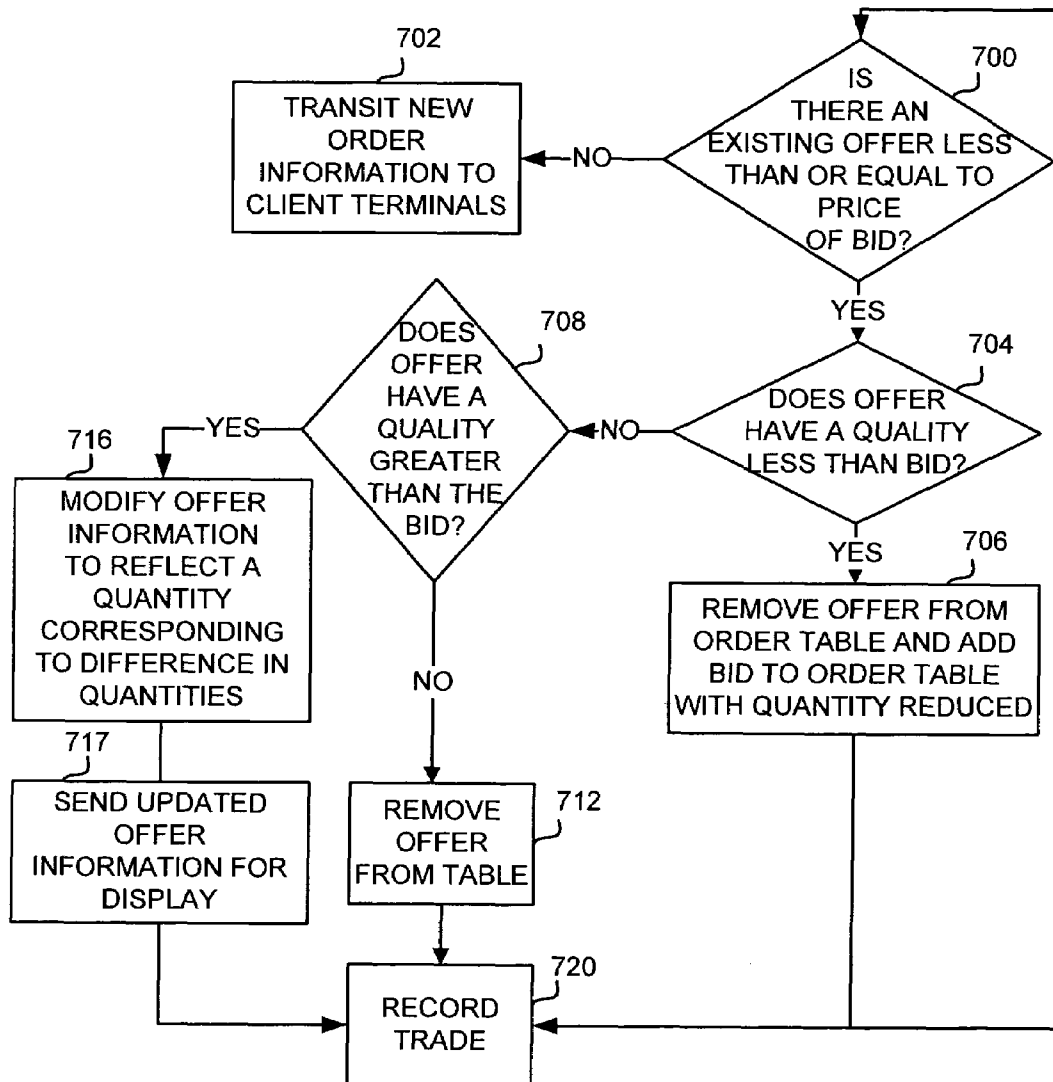 702
TRANSIT NEW
ORDER
INFORMATION TO
CLIENT TERMINALS
NO
700
IS
THERE AN
EXISTING OFFER LESS
THAN OR EQUAL TO
PRICE
OF BID?
YES
704
DOES OFFER
HAVE A QUALITY
LESS THAN BID?
NO
708
DOES
OFFER
HAVE A
QUALITY
GREATER
THAN THE
BID?
YES
716
MODIFY OFFER
INFORMATION
TO REFLECT A
QUANTITY
CORRESPONDING
TO DIFFERENCE IN
QUANTITIES
YES
706
REMOVE OFFER FROM
ORDER TABLE AND ADD
BID TO ORDER TABLE
WITH QUANTITY REDUCED
NO
717
SEND UPDATED
OFFER
INFORMATION FOR
DISPLAY
712
REMOVE
OFFER
FROM TABLE
720
RECORD
TRADE